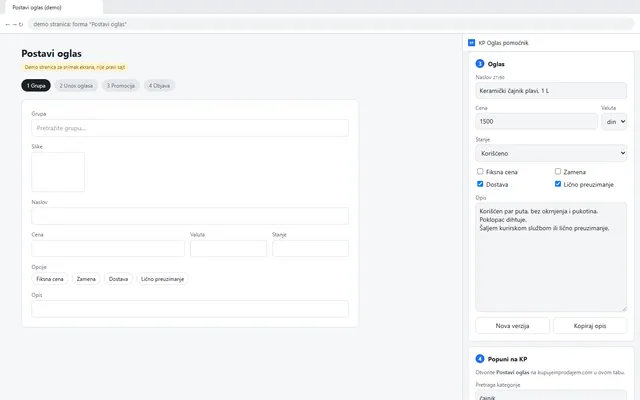 Postavi oglas (demo)
demo stranica: forma "Postavi oglas"
Postavi oglas
Demo stranica za snimak ekrana, nije pravi sajt
1 Grupa
2 Unos oglasa
3 Promocija
4 Objava
Grupa
Pretražite grupu...
Slike
Naslov
Cena
Valuta
Stanje
Opcije
Fiksna cena
Zamena
Dostava
Lično preuzimanje
Opis
KP KP Oglas pomoćnik
3 Oglas
Naslov 27/50
Keramički čajnik plavi, 1 L
Cena
Valuta
1500
din
Stanje
Korišćeno
Fiksna cena
Zamena
Dostava
Lično preuzimanje
Opis
Korišćen par puta, bez okrnjenja i pukotina.
Poklopac dihtuje.
Šaljem kurirskom službom ili lično preuzimanje.
Nova verzija
Kopiraj opis
4 Popuni na KP
Otvorite Postavi oglas na kupujemprodajem.com u ovom tabu.
Pretraga kategorije
čajnik